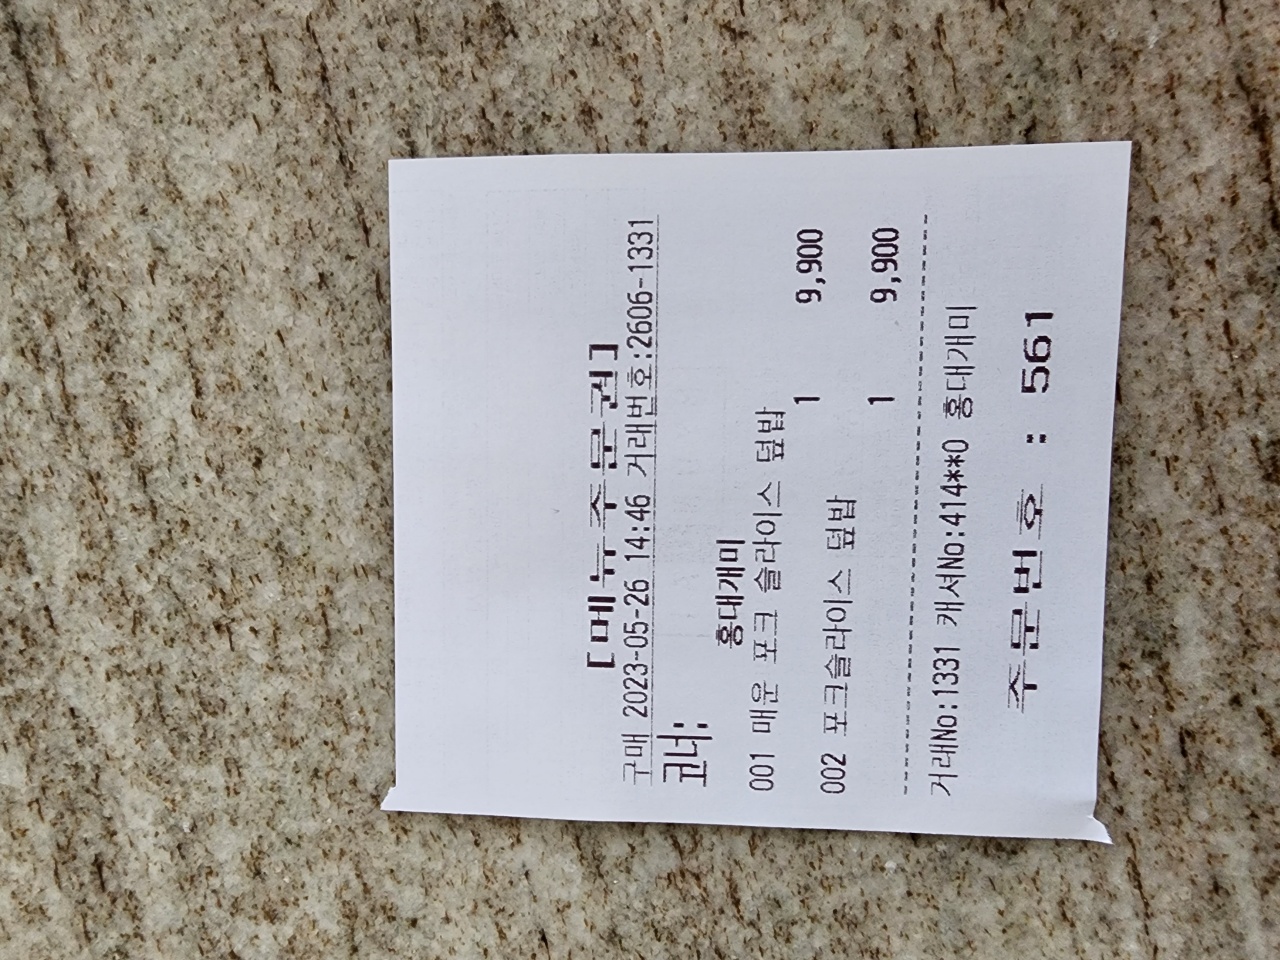 [메뉴주문권]
구매 2023-05-26 14:46 거래번호:2606-1331
코너:
홍대개미
001 매운 포크 슬라이스 덮밥
1 9,900
002 포크슬라이스 덮밥
1 9,900
거래No:1331 캐셔No:414**0 홍대개미
주문번호 : 561